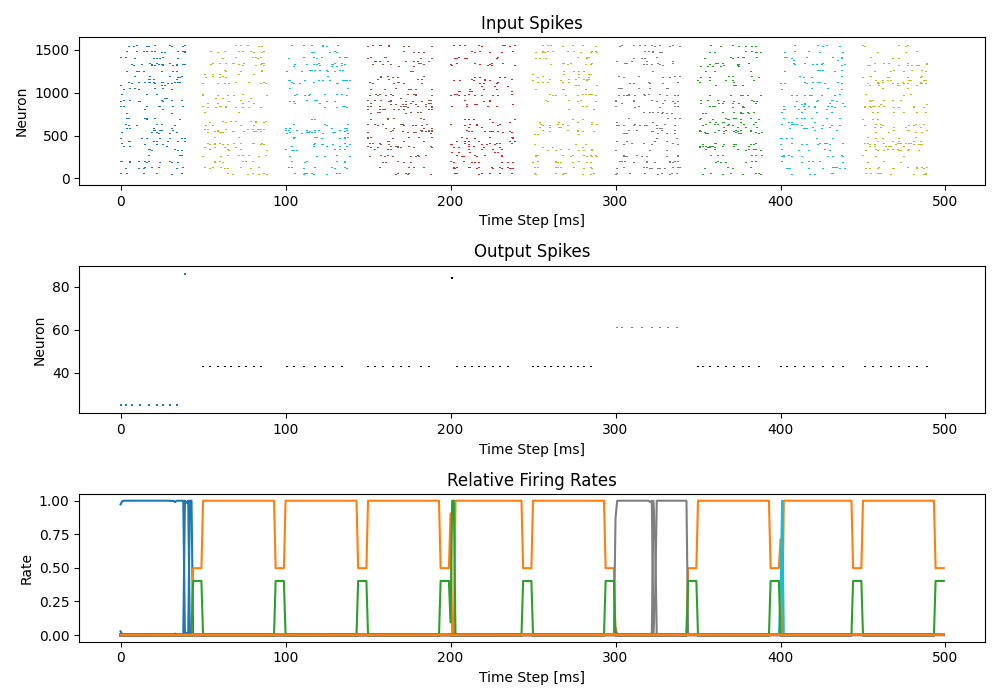 Input Spikes
1500
1000
500
0
Neuron
0 100 200 300 400 500
Time Step [ms]
Output Spikes
80
60
40
Neuron
0 100 200 300 400 500
Time Step [ms]
Relative Firing Rates
1.00
0.75
0.50
0.25
0.00
Rate
0 100 200 300 400 500
Time Step [ms]